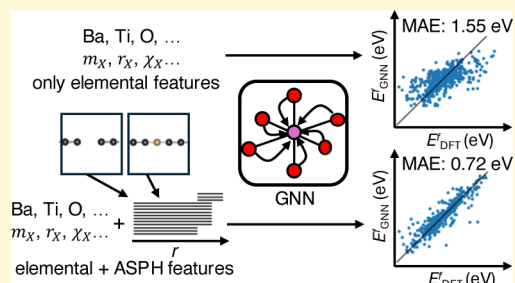 Ba, Ti, O, …
m_X, r_X, χ_X…
only elemental features
MAE: 1.55 eV
E^f_GNN (eV)
E^f_DFT (eV)
GNN
Ba, Ti, O, … +
m_X, r_X, χ_X…
r
elemental + ASPH features
MAE: 0.72 eV
E^f_GNN (eV)
E^f_DFT (eV)